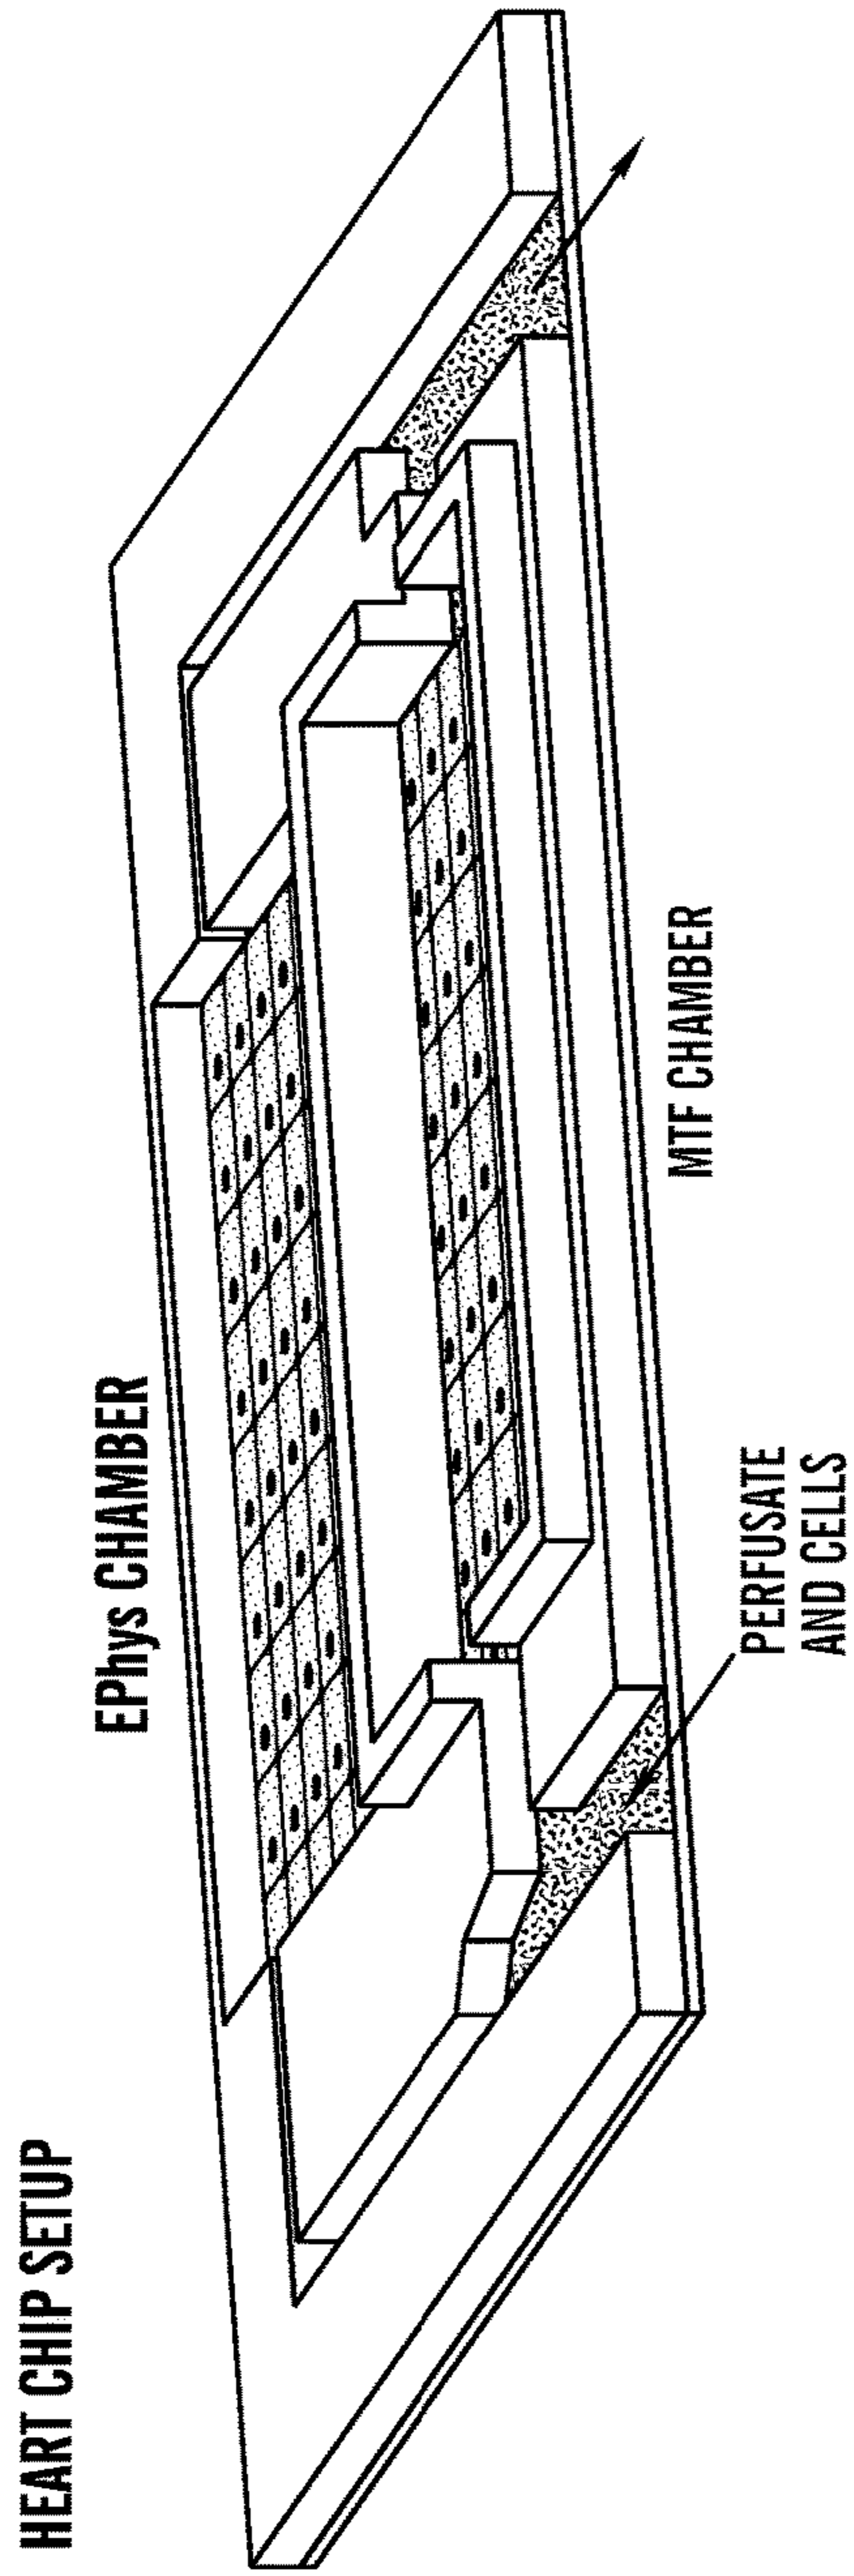 HEART CHIP SETUP
EPhys CHAMBER
MTF CHAMBER
PERFUSATE
AND CELLS